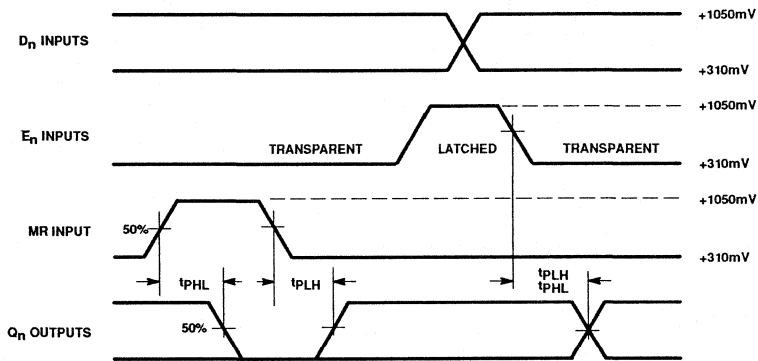 +1050mV
Dn INPUTS
+310mV
+1050mV
En INPUTS
TRANSPARENT LATCHED TRANSPARENT
+310mV
+1050mV
MR INPUT 50%
+310mV
tPHL tPLH tPLH
tPHL
Qn OUTPUTS 50%